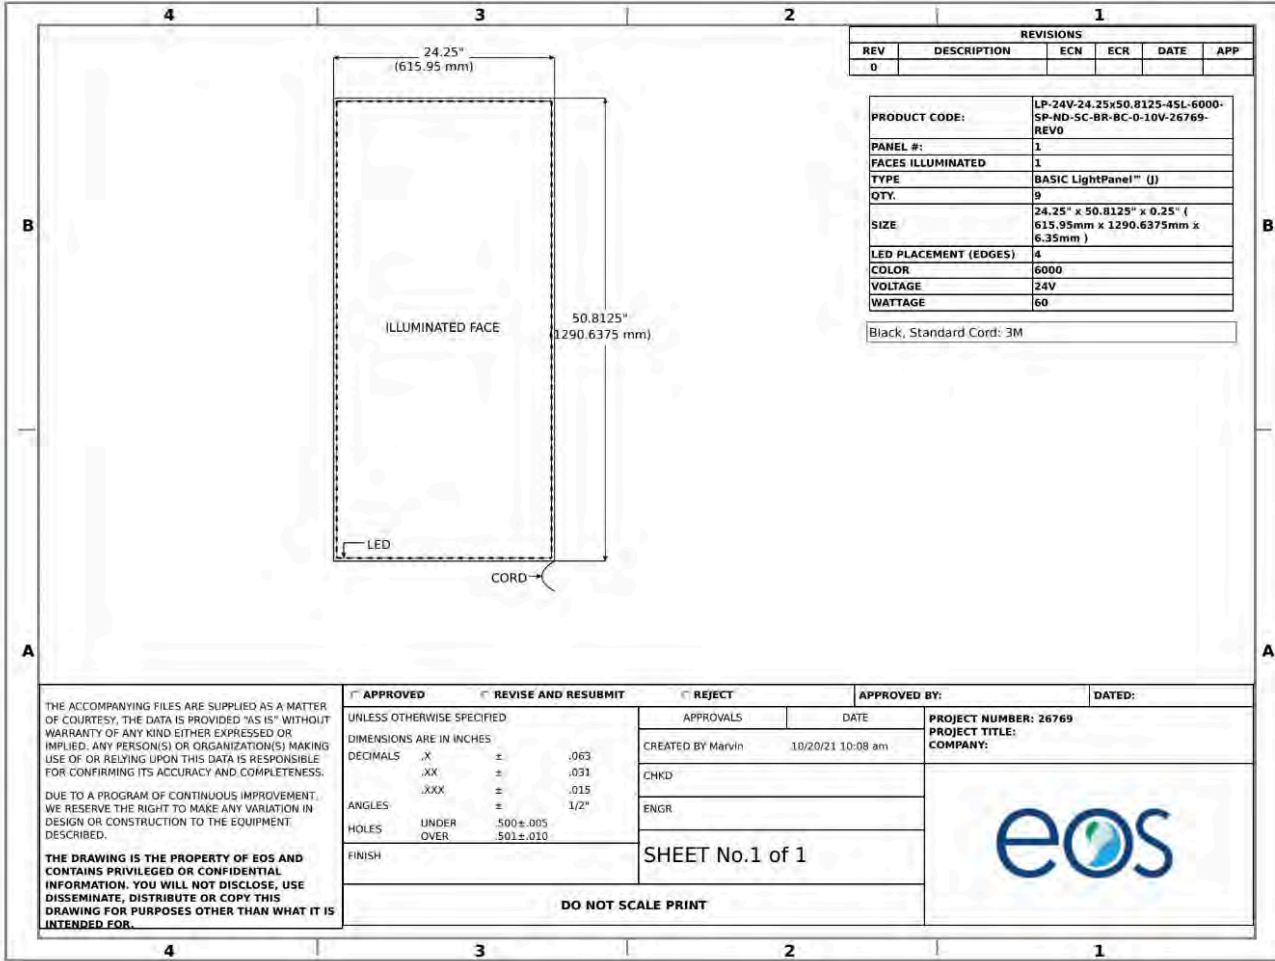 4 3 2 1
REVISIONS
REV DESCRIPTION ECN ECR DATE APP
0
24.25"
(615.95 mm)
PRODUCT CODE: LP-24V-24.25x50.8125-4SL-6000-
SP-ND-SC-BR-BC-0-10V-26769-
REV0
PANEL #: 1
FACES ILLUMINATED 1
TYPE BASIC LightPanel™ (J)
QTY. 9
SIZE 24.25" x 50.8125" x 0.25" (
615.95mm x 1290.6375mm x
6.35mm )
LED PLACEMENT (EDGES) 4
COLOR 6000
VOLTAGE 24V
WATTAGE 60
Black, Standard Cord: 3M
B B
ILLUMINATED FACE
50.8125"
(1290.6375 mm)
LED
CORD
A A
THE ACCOMPANYING FILES ARE SUPPLIED AS A MATTER
OF COURTESY, THE DATA IS PROVIDED "AS IS" WITHOUT
WARRANTY OF ANY KIND EITHER EXPRESSED OR
IMPLIED. ANY PERSON(S) OR ORGANIZATION(S) MAKING
USE OF OR RELYING UPON THIS DATA IS RESPONSIBLE
FOR CONFIRMING ITS ACCURACY AND COMPLETENESS.
DUE TO A PROGRAM OF CONTINUOUS IMPROVEMENT,
WE RESERVE THE RIGHT TO MAKE ANY VARIATION IN
DESIGN OR CONSTRUCTION TO THE EQUIPMENT
DESCRIBED.
THE DRAWING IS THE PROPERTY OF EOS AND
CONTAINS PRIVILEGED OR CONFIDENTIAL
INFORMATION. YOU WILL NOT DISCLOSE, USE
DISSEMINATE, DISTRIBUTE OR COPY THIS
DRAWING FOR PURPOSES OTHER THAN WHAT IT IS
INTENDED FOR.
APPROVED REVISE AND RESUBMIT REJECT APPROVED BY: DATED:
UNLESS OTHERWISE SPECIFIED
DIMENSIONS ARE IN INCHES
DECIMALS .X ± .063
.XX ± .031
.XXX ± .015
ANGLES ± 1/2°
HOLES UNDER .500±.005
OVER .501±.010
FINISH
APPROVALS DATE
CREATED BY Marvin 10/20/21 10:08 am
CHKD
ENGR
SHEET No.1 of 1
DO NOT SCALE PRINT
PROJECT NUMBER: 26769
PROJECT TITLE:
COMPANY:
eos
4 3 2 1